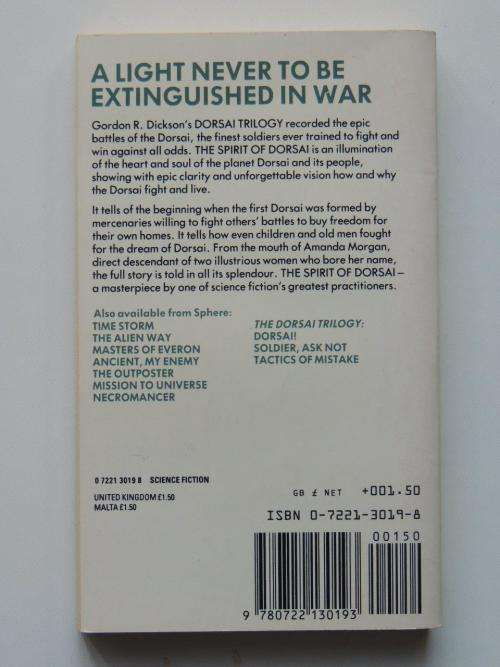 A LIGHT NEVER TO BE
EXTINGUISHED IN WAR
Gordon R. Dickson's DORSAI TRILOGY recorded the epic
battles of the Dorsai, the finest soldiers ever trained to fight and
win against all odds. THE SPIRIT OF DORSAI is an illumination
of the heart and soul of the planet Dorsai and its people,
showing with epic clarity and unforgettable vision how and why
the Dorsai fight and live.
It tells of the beginning when the first Dorsai was formed by
mercenaries willing to fight others' battles to buy freedom for
their own homes. It tells how even children and old men fought
for the dream of Dorsai. From the mouth of Amanda Morgan,
direct descendant of two illustrious women who bore her name,
the full story is told in all its splendour. THE SPIRIT OF DORSAI –
a masterpiece by one of science fiction's greatest practitioners.
Also available from Sphere:
TIME STORM
THE ALIEN WAY
MASTERS OF EVERON
ANCIENT, MY ENEMY
THE OUTPOSTER
MISSION TO UNIVERSE
NECROMANCER
THE DORSAI TRILOGY:
DORSAI!
SOLDIER, ASK NOT
TACTICS OF MISTAKE
0 7221 3019 8 SCIENCE FICTION
UNITED KINGDOM £1.50
MALTA £1.50
GB £ NET +001.50
ISBN 0-7221-3019-8
00150
9 780722 130193